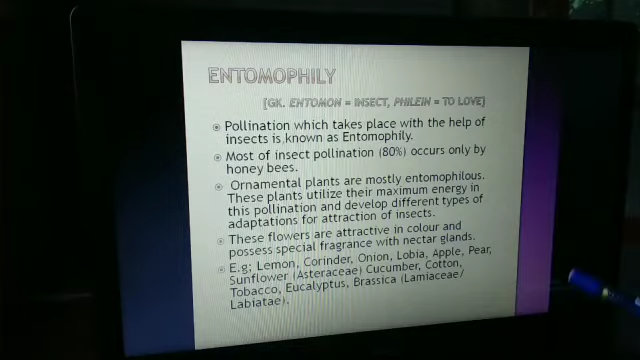 ENTOMOPHILY
[GK. ENTOMON = INSECT, PHILEIN = TO LOVE]
Pollination which takes place with the help of
insects is known as Entomophily.
Most of insect pollination (80%) occurs only by
honey bees.
Ornamental plants are mostly entomophilous.
These plants utilize their maximum energy in
this pollination and develop different types of
adaptations for attraction of insects.
These flowers are attractive in colour and
possess special fragrance with nectar glands.
E.g; Lemon, Corinder, Onion, Lobia, Apple, Pear,
Sunflower (Asteraceae) Cucumber, Cotton,
Tobacco, Eucalyptus, Brassica (Lamiaceae/
Labiatae).